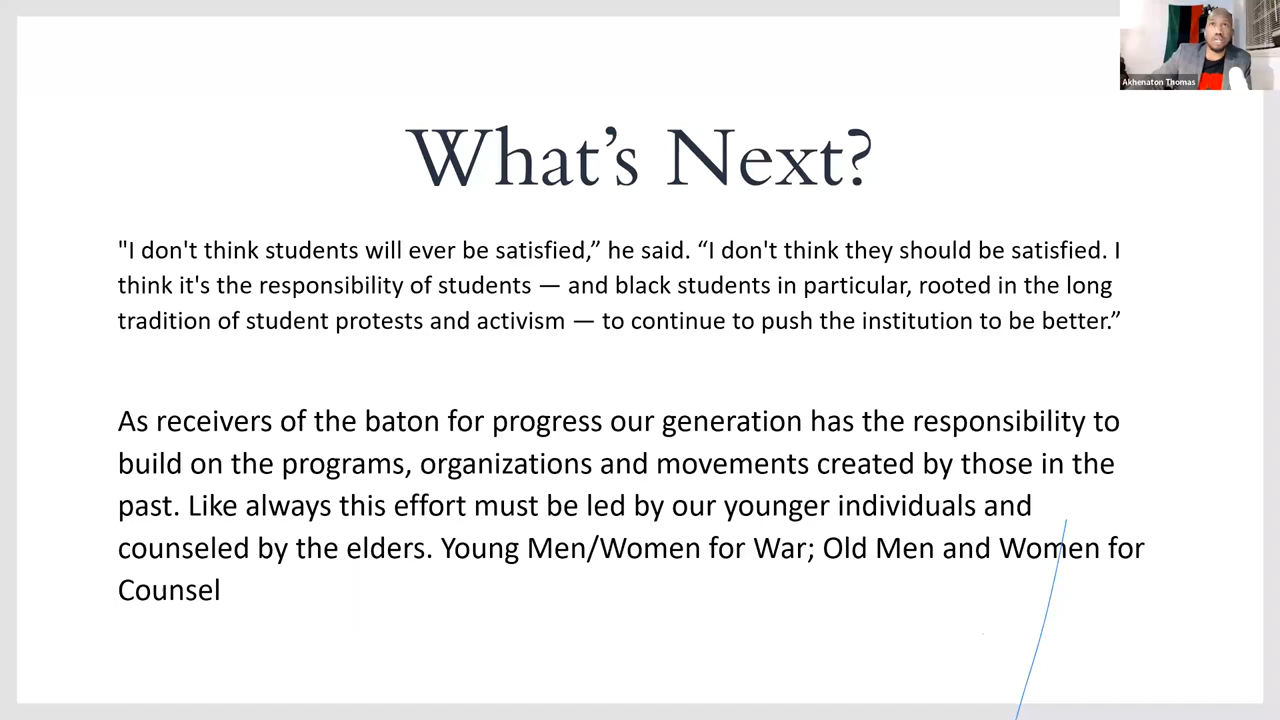 Akhenaton Thomas
What's Next?
"I don't think students will ever be satisfied,” he said. “I don't think they should be satisfied. I
think it's the responsibility of students — and black students in particular, rooted in the long
tradition of student protests and activism — to continue to push the institution to be better.”
As receivers of the baton for progress our generation has the responsibility to
build on the programs, organizations and movements created by those in the
past. Like always this effort must be led by our younger individuals and
counseled by the elders. Young Men/Women for War; Old Men and Women for
Counsel